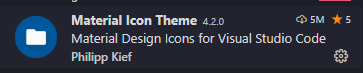 Material Icon Theme 4.2.0 5M 5
Material Design Icons for Visual Studio Code
Philipp Kief